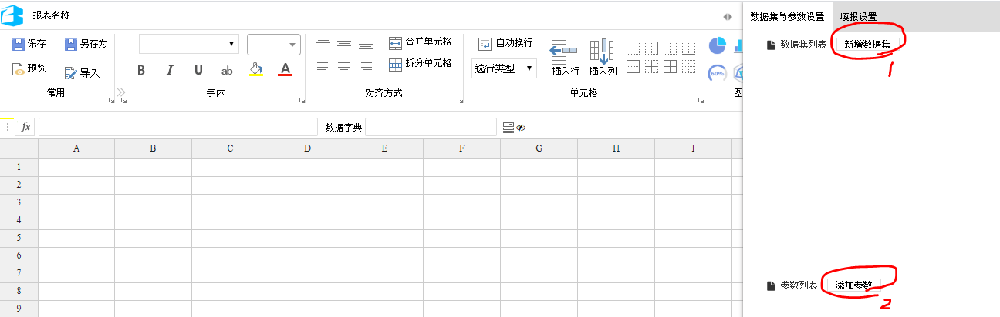 报表名称
数据集与参数设置 填报设置
保存 另存为 合并单元格 自动换行 数据集列表 新增数据集
1
预览 导入 B I U ab A 拆分单元格 选行类型 插入行 插入列 60%
常用 字体 对齐方式 单元格 图
fx 数据字典
A B C D E F G H I
1
2
3
4
5
6
7
8 参数列表 添加参数
2
9